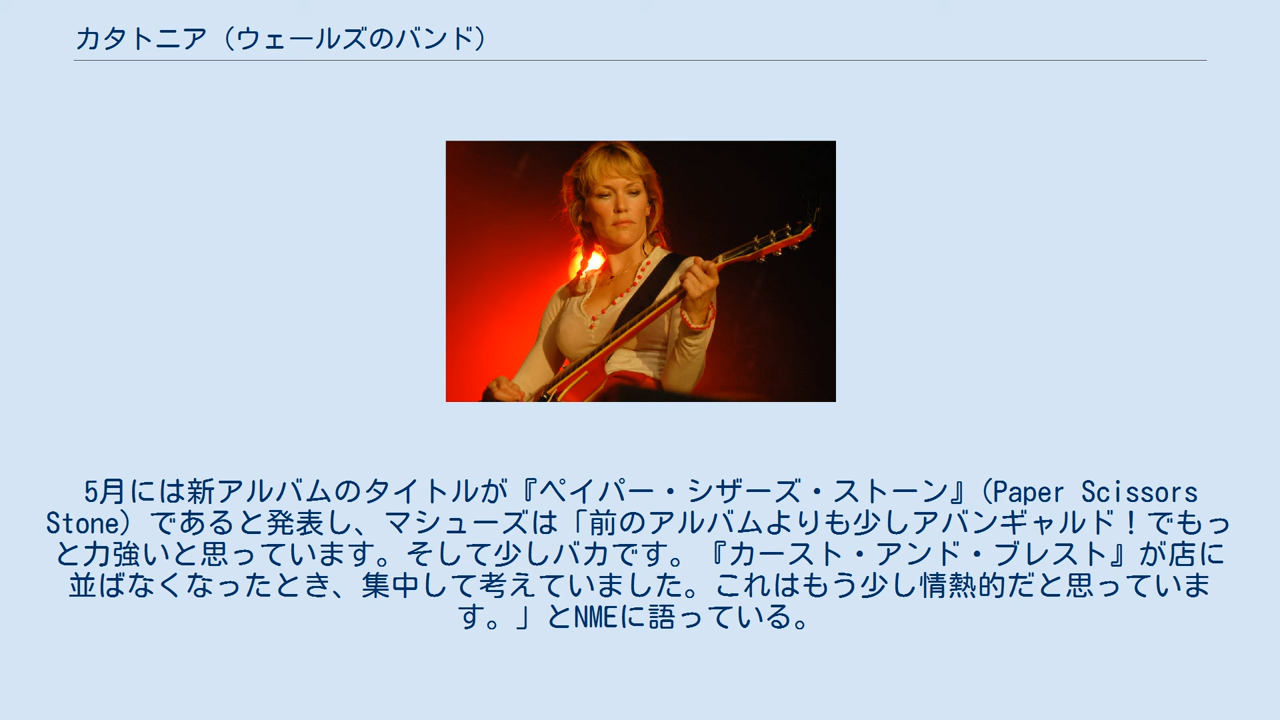 カタトニア（ウェールズのバンド）
5月には新アルバムのタイトルが『ペイパー・シザーズ・ストーン』(Paper Scissors
Stone) であると発表し、マシューズは「前のアルバムよりも少しアバンギャルド！でもっ
と力強いと思っています。そして少しバカです。『カースト・アンド・ブレスト』が店に
並ばなくなったとき、集中して考えていました。これはもう少し情熱的だと思っていま
す。」とNMEに語っている。